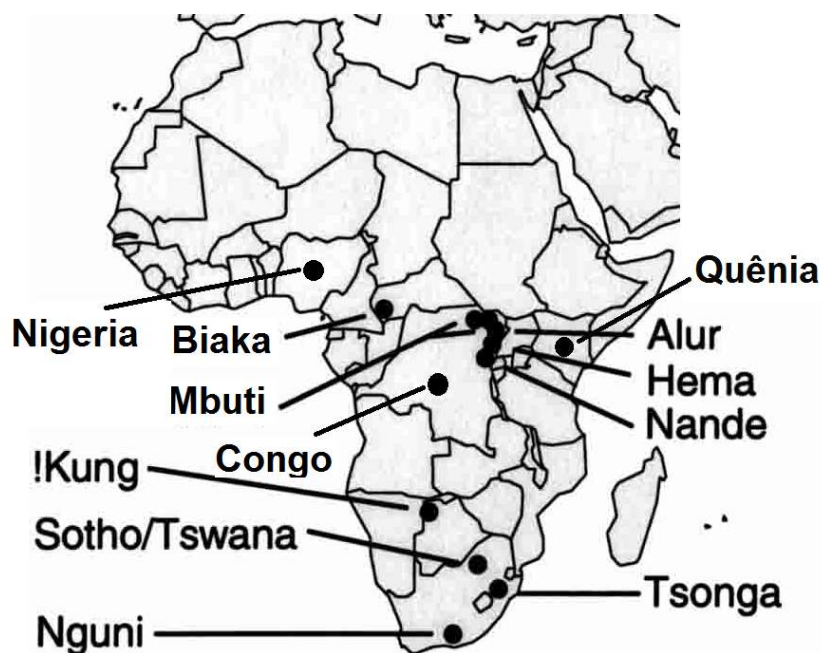 Quênia
Nigeria
Biaka
Alur
Mbuti
Hema
Nande
Congo
!Kung
Sotho/Tswana
Tsonga
Nguni